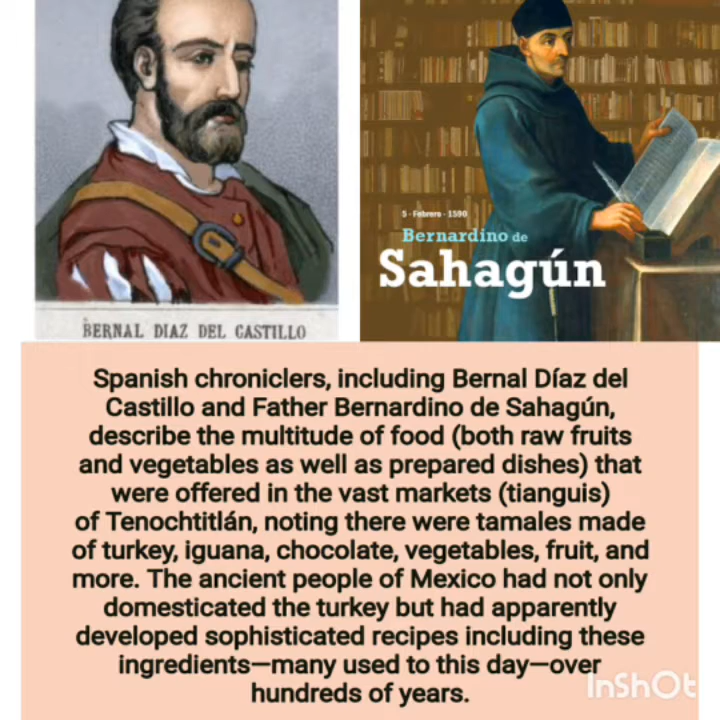 BERNAL DIAZ DEL CASTILLO
5 - Febrero - 1590
Bernardino de
Sahagún
Spanish chroniclers, including Bernal Díaz del
Castillo and Father Bernardino de Sahagún,
describe the multitude of food (both raw fruits
and vegetables as well as prepared dishes) that
were offered in the vast markets (tianguis)
of Tenochtitlán, noting there were tamales made
of turkey, iguana, chocolate, vegetables, fruit, and
more. The ancient people of Mexico had not only
domesticated the turkey but had apparently
developed sophisticated recipes including these
ingredients—many used to this day—over
hundreds of years.
InShOt